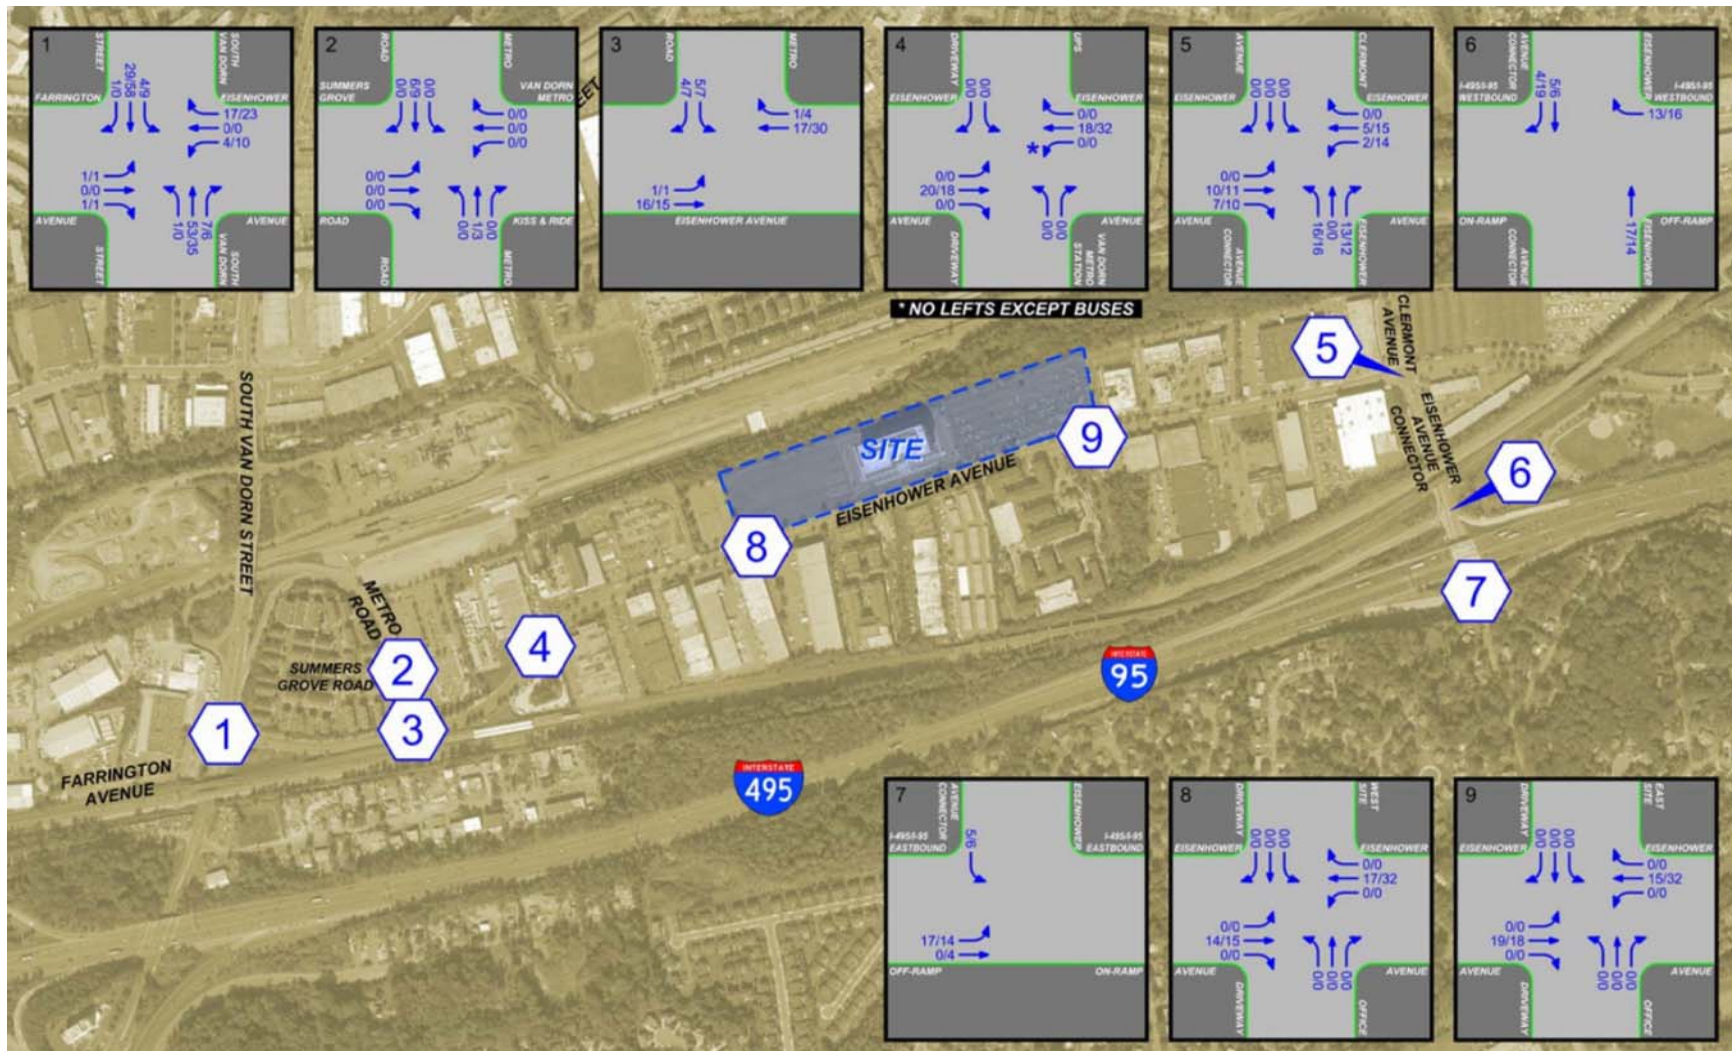 1
STREET
SOUTH
VAN DORN
FARRINGTON
EISENHOWER
1/0
29/58
4/9
17/23
0/0
4/10
1/1
0/0
1/1
1/0
53/35
7/6
AVENUE
AVENUE
STREET
SOUTH
VAN DORN
2
ROAD
METRO
SUMMERS
GROVE
VAN DORN
METRO
0/0
6/9
0/0
0/0
0/0
0/0
0/0
0/0
0/0
0/0
1/3
0/0
ROAD
KISS & RIDE
ROAD
METRO
3
ROAD
METRO
4/7
5/7
1/4
17/30
1/1
16/15
EISENHOWER AVENUE
4
DRIVEWAY
UPS
EISENHOWER
EISENHOWER
0/0
0/0
0/0
18/32
0/0
*
0/0
20/18
0/0
0/0
0/0
AVENUE
AVENUE
DRIVEWAY
VAN DORN
METRO
STATION
* NO LEFTS EXCEPT BUSES
5
AVENUE
CLERMONT
EISENHOWER
EISENHOWER
0/0
0/0
0/0
0/0
5/15
2/14
0/0
10/11
7/10
16/16
0/0
13/12
AVENUE
AVENUE
AVENUE
CONNECTOR
EISENHOWER
6
AVENUE
CONNECTOR
EISENHOWER
I-495/I-95
WESTBOUND
I-495/I-95
WESTBOUND
4/19
5/6
13/16
17/14
ON-RAMP
OFF-RAMP
AVENUE
CONNECTOR
EISENHOWER
STREET
SOUTH VAN DORN STREET
METRO
ROAD
SUMMERS
GROVE ROAD
FARRINGTON
AVENUE
SITE
EISENHOWER AVENUE
CLERMONT
AVENUE
EISENHOWER
AVENUE
CONNECTOR
1
2
3
4
5
6
7
8
9
INTERSTATE
95
INTERSTATE
495
7
AVENUE
CONNECTOR
EISENHOWER
I-495/I-95
EASTBOUND
I-495/I-95
EASTBOUND
5/6
17/14
0/4
OFF-RAMP
ON-RAMP
8
DRIVEWAY
WEST
SITE
EISENHOWER
EISENHOWER
0/0
0/0
0/0
0/0
17/32
0/0
0/0
14/15
0/0
0/0
0/0
0/0
AVENUE
AVENUE
DRIVEWAY
OFFICE
9
DRIVEWAY
EAST
SITE
EISENHOWER
EISENHOWER
0/0
0/0
0/0
0/0
15/32
0/0
0/0
19/18
0/0
0/0
0/0
0/0
AVENUE
AVENUE
DRIVEWAY
OFFICE